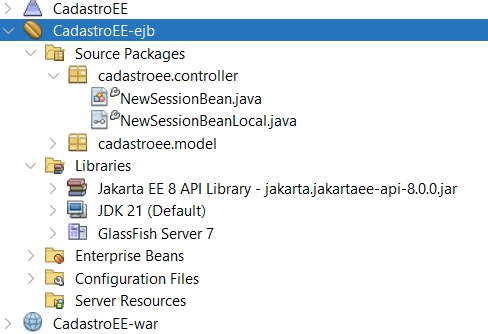 CadastroEE
CadastroEE-ejb
Source Packages
cadastroee.controller
NewSessionBean.java
NewSessionBeanLocal.java
cadastroee.model
Libraries
Jakarta EE 8 API Library - jakarta.jakartaee-api-8.0.0.jar
JDK 21 (Default)
GlassFish Server 7
Enterprise Beans
Configuration Files
Server Resources
CadastroEE-war